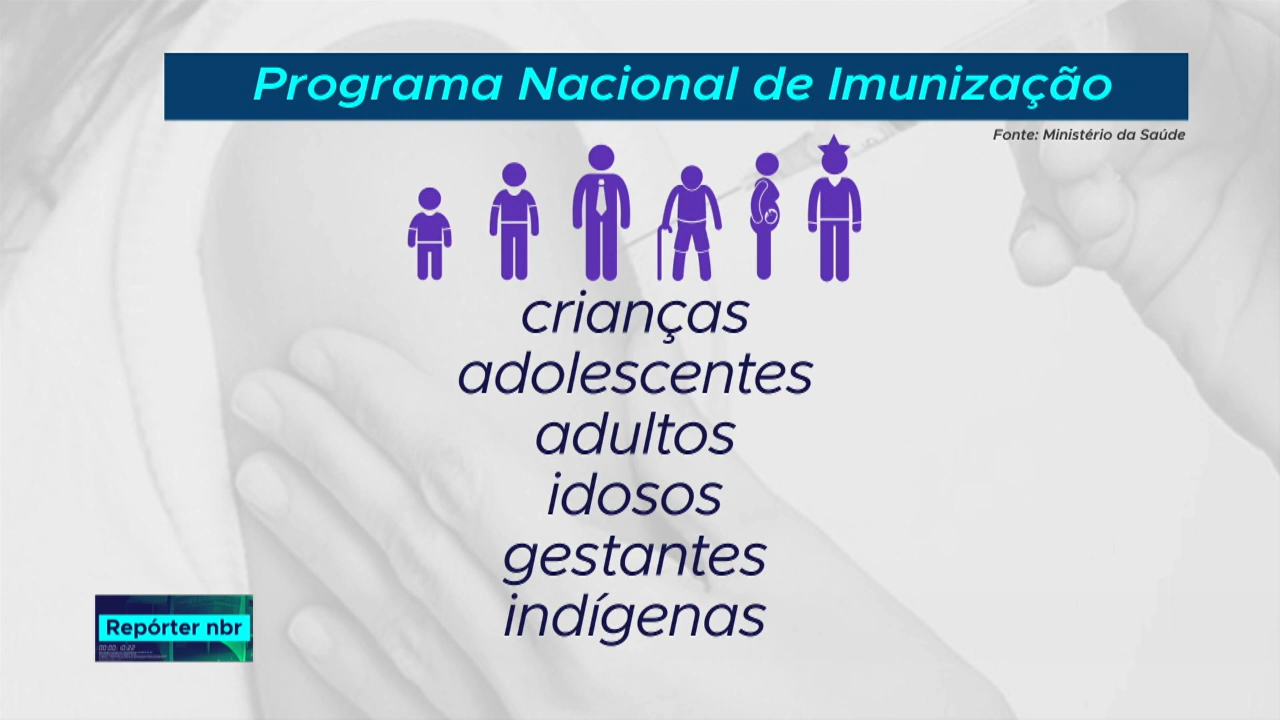 Programa Nacional de Imunização
Fonte: Ministério da Saúde
crianças
adolescentes
adultos
idosos
gestantes
indígenas
Repórter nbr